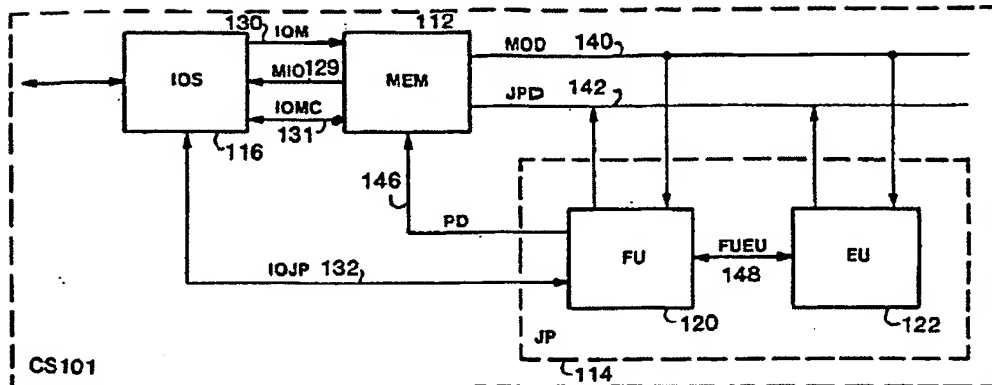 130 IOM
112
MOD 140
IOS
MIO 129
MEM
JPD 142
IOMC
131
116
146
PD
FU
FUEU
148
EU
IOJP 132
120
122
JP
CS101
114